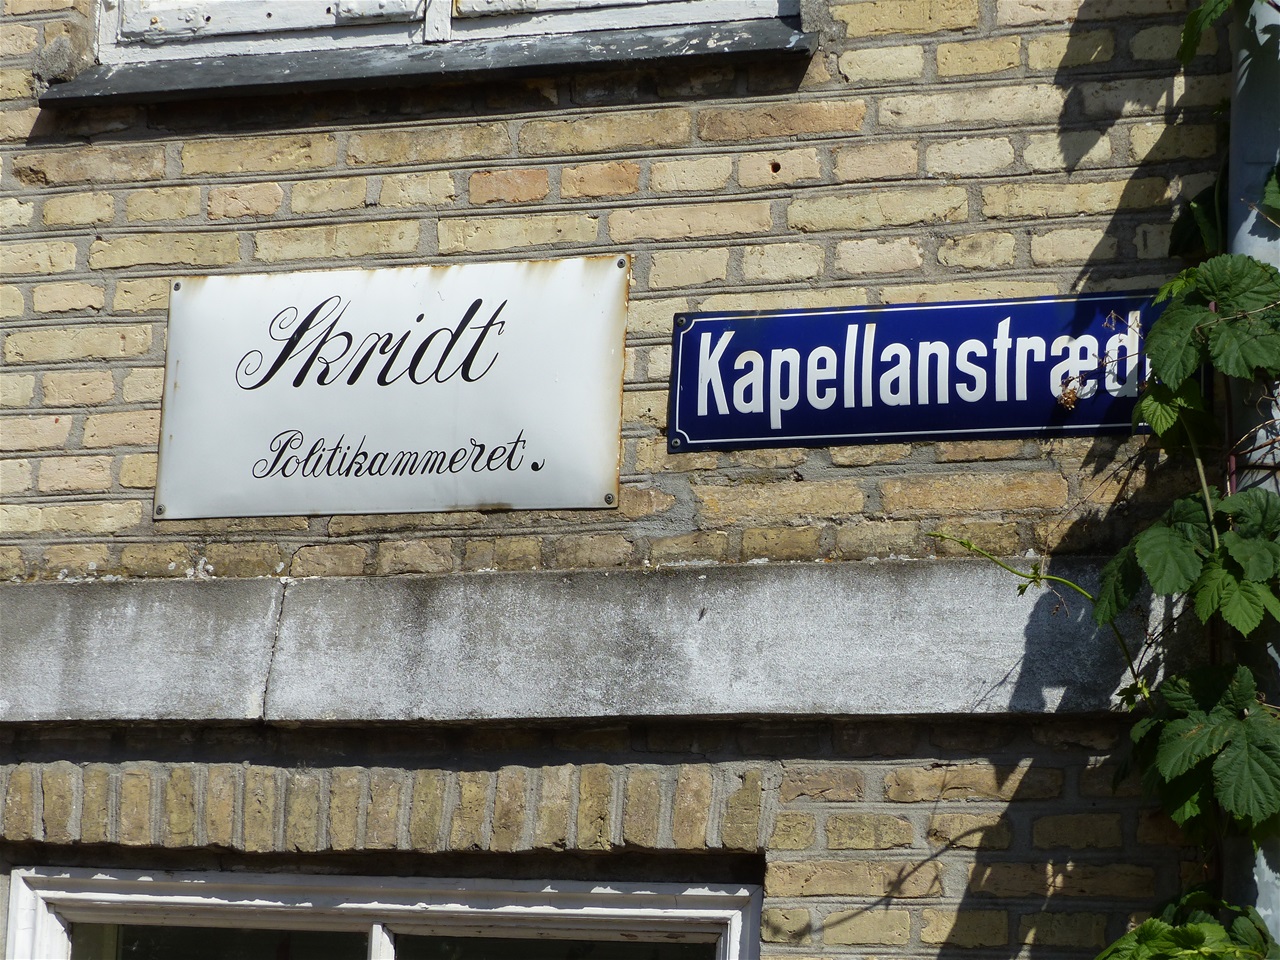 Skridt
Politikammeret.
Kapellanstræd